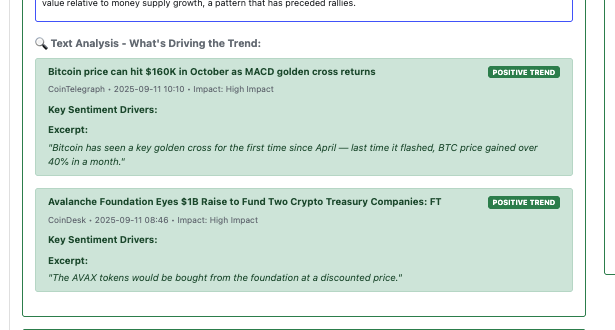 value relative to money supply growth, a pattern that has preceded rallies.
🔍 Text Analysis - What's Driving the Trend:
Bitcoin price can hit $160K in October as MACD golden cross returns
POSITIVE TREND
CoinTelegraph • 2025-09-11 10:10 • Impact: High Impact
Key Sentiment Drivers:
Excerpt:
"Bitcoin has seen a key golden cross for the first time since April — last time it flashed, BTC price gained over
40% in a month."
Avalanche Foundation Eyes $1B Raise to Fund Two Crypto Treasury Companies: FT
POSITIVE TREND
CoinDesk • 2025-09-11 08:46 • Impact: High Impact
Key Sentiment Drivers:
Excerpt:
"The AVAX tokens would be bought from the foundation at a discounted price."